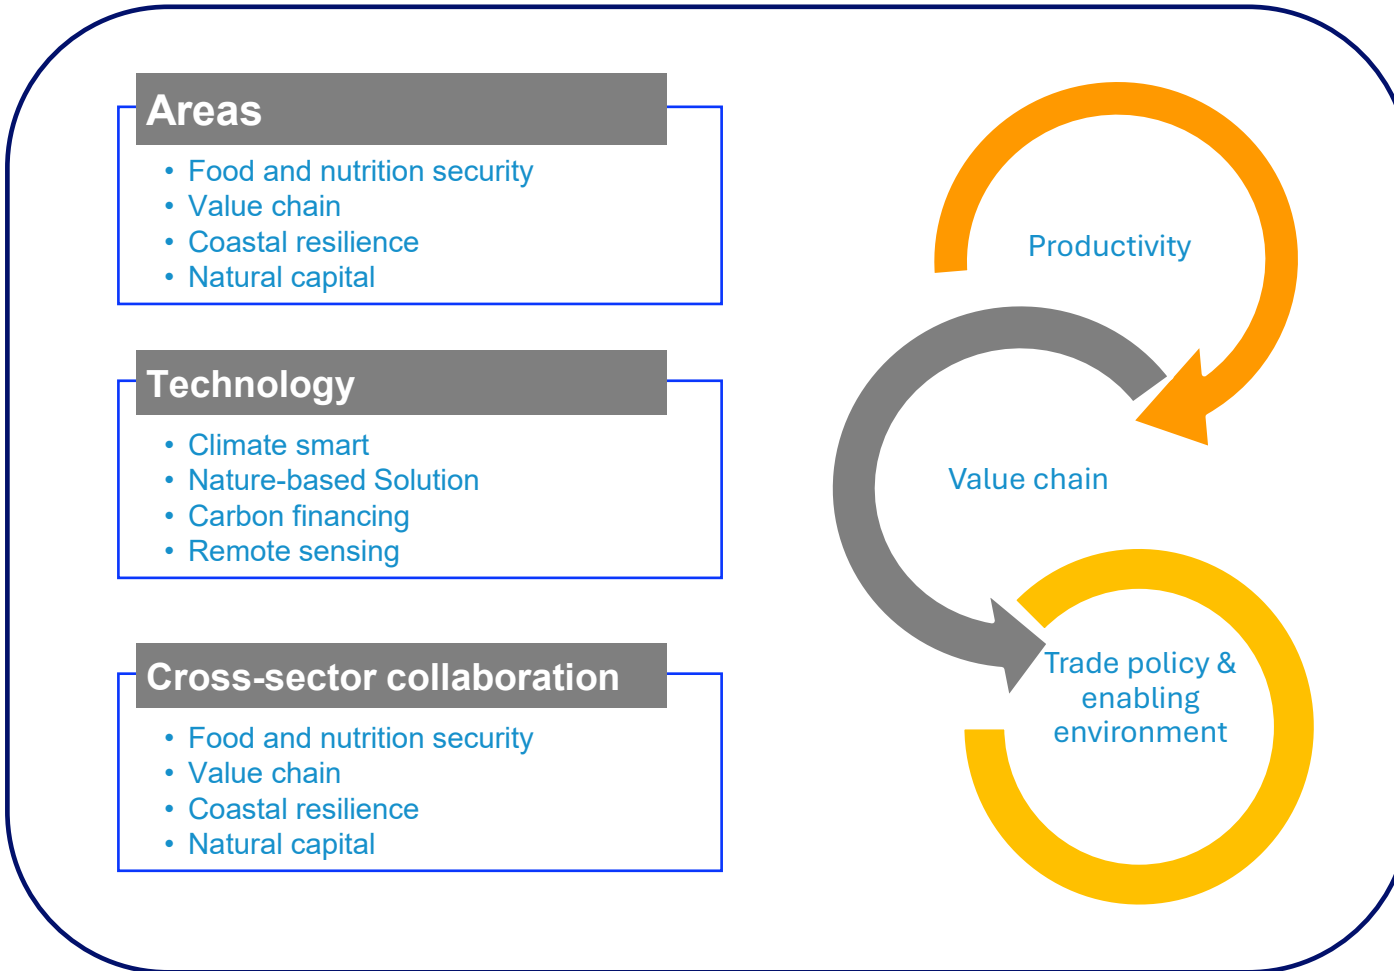 Areas
• Food and nutrition security
• Value chain
• Coastal resilience
• Natural capital
Technology
• Climate smart
• Nature-based Solution
• Carbon financing
• Remote sensing
Cross-sector collaboration
• Food and nutrition security
• Value chain
• Coastal resilience
• Natural capital
Productivity
Value chain
Trade policy &
enabling
environment